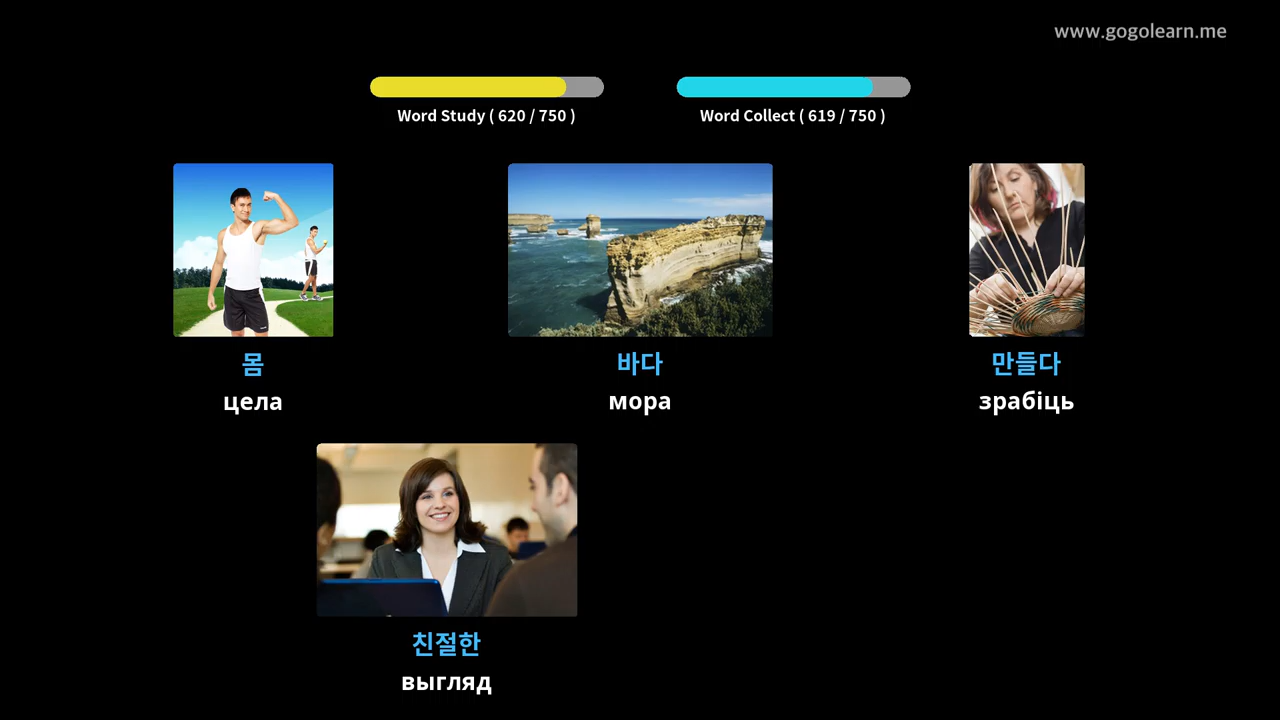 www.gogolearn.me
Word Study ( 620 / 750 )
Word Collect ( 619 / 750 )
몸
цела
바다
мора
만들다
зрабіць
친절한
выгляд